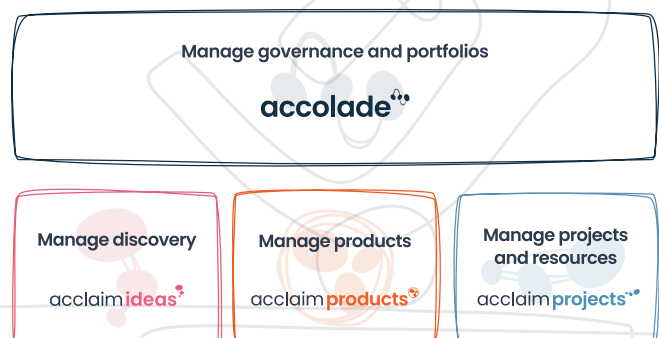 Manage governance and portfolios
accolade
Manage discovery
acclaim ideas
Manage products
acclaim products
Manage projects
and resources
acclaim projects